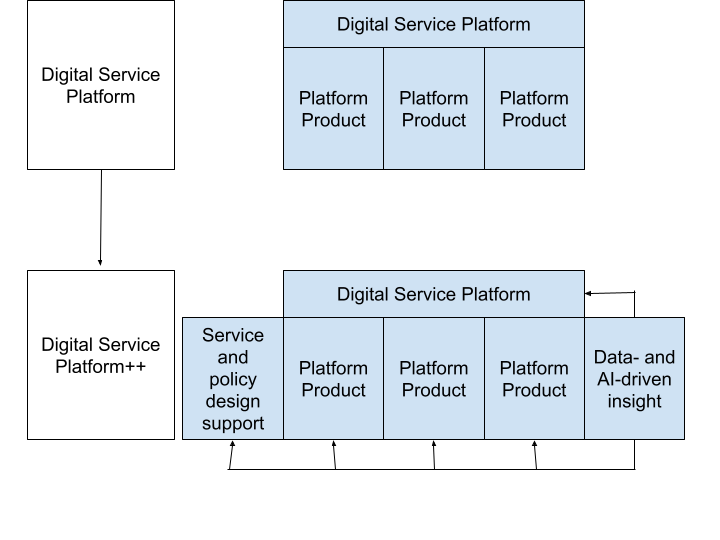 Digital Service
Platform
Digital Service Platform
Platform
Product
Platform
Product
Platform
Product
Digital Service
Platform++
Digital Service Platform
Service
and
policy
design
support
Platform
Product
Platform
Product
Platform
Product
Data- and
AI-driven
insight